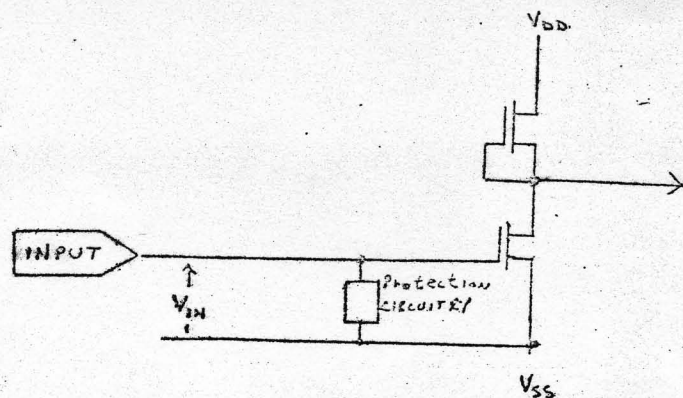 VDD.
INPUT
VIN
Protection
CIRCUITRY
VSS